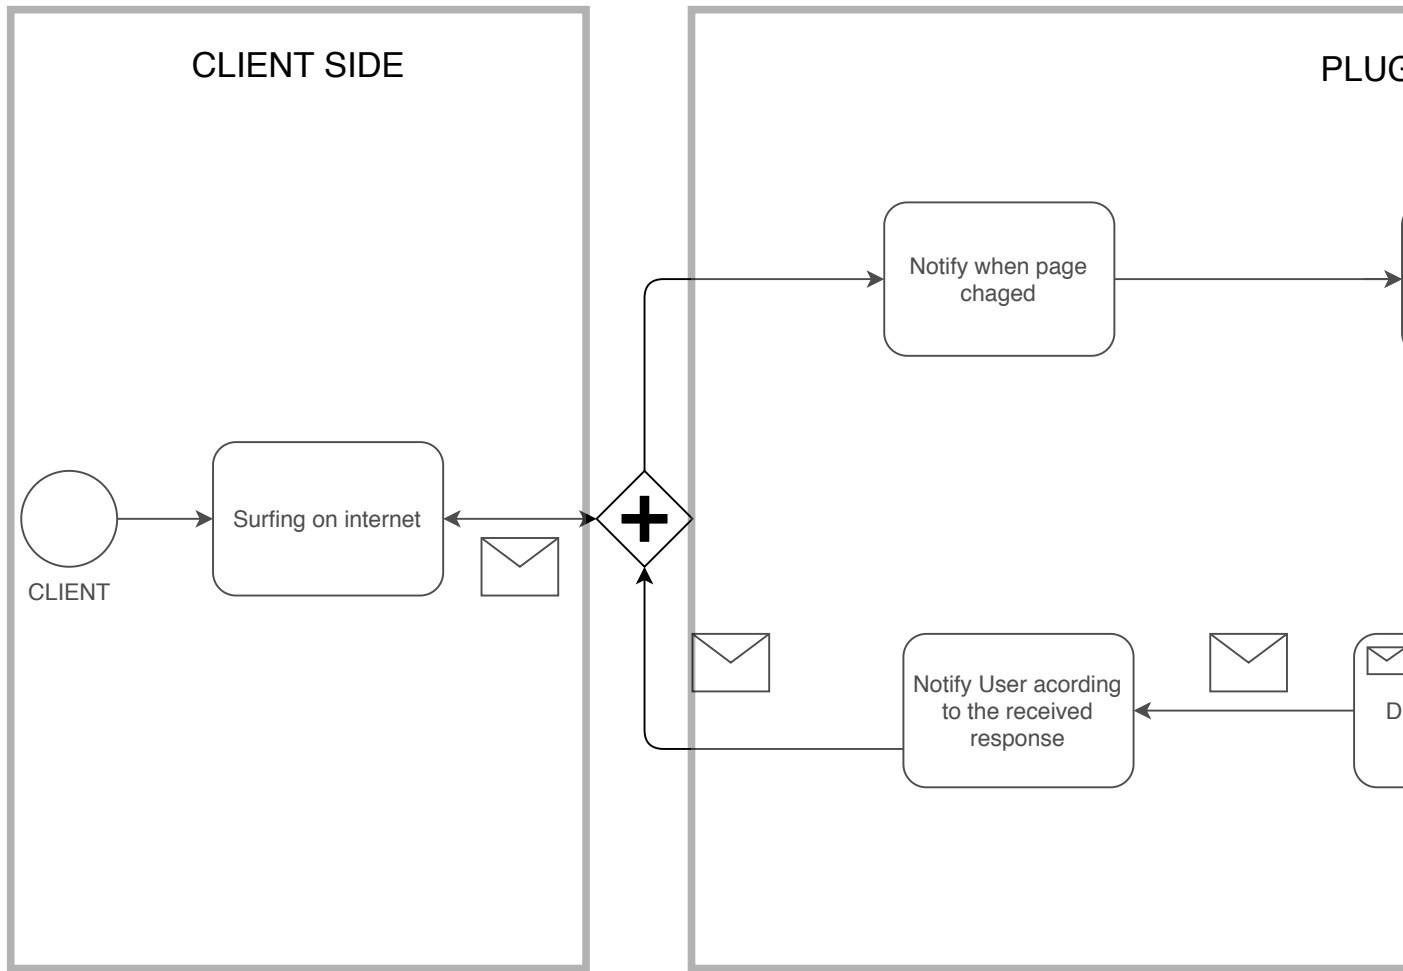 CLIENT SIDE
PLUG
Notify when page
chaged
Surfing on internet
CLIENT
Notify User acording
to the received
response
D